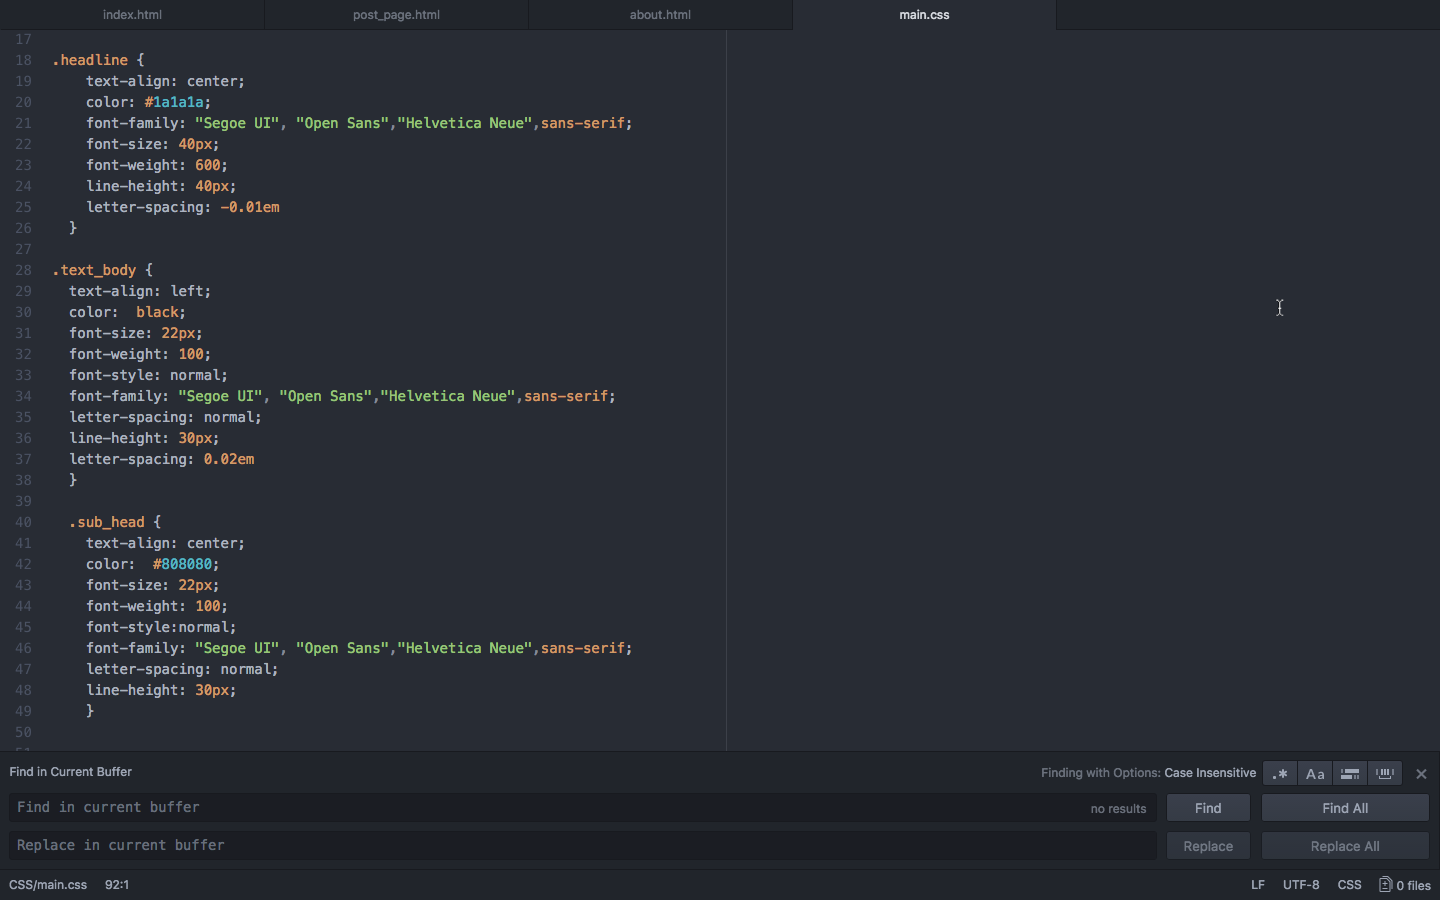 index.html
post_page.html
about.html
main.css
17
18 .headline {
19 text-align: center;
20 color: #1a1a1a;
21 font-family: "Segoe UI", "Open Sans","Helvetica Neue",sans-serif;
22 font-size: 40px;
23 font-weight: 600;
24 line-height: 40px;
25 letter-spacing: -0.01em
26 }
27
28 .text_body {
29 text-align: left;
30 color:  black;
31 font-size: 22px;
32 font-weight: 100;
33 font-style: normal;
34 font-family: "Segoe UI", "Open Sans","Helvetica Neue",sans-serif;
35 letter-spacing: normal;
36 line-height: 30px;
37 letter-spacing: 0.02em
38 }
39
40 .sub_head {
41 text-align: center;
42 color:  #808080;
43 font-size: 22px;
44 font-weight: 100;
45 font-style:normal;
46 font-family: "Segoe UI", "Open Sans","Helvetica Neue",sans-serif;
47 letter-spacing: normal;
48 line-height: 30px;
49 }
50
Find in Current Buffer
Finding with Options: Case Insensitive
.* Aa
Find in current buffer
no results
Find
Find All
Replace in current buffer
Replace
Replace All
CSS/main.css 92:1
LF UTF-8 CSS 0 files